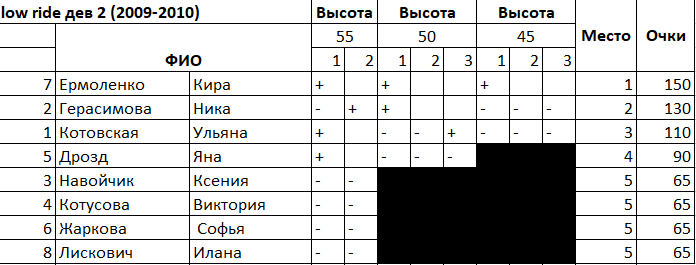 low ride дев 2 (2009-2010) Высота Высота Высота Место Очки
55 50 45
ФИО 1 2 1 2 3 1 2 3
7 Ермоленко Кира + + + 1 150
2 Герасимова Ника - + + - - - 2 130
1 Котовская Ульяна + - - + - - - 3 110
5 Дрозд Яна + - - - 4 90
3 Навойчик Ксения - - 5 65
4 Котусова Виктория - - 5 65
6 Жаркова Софья - - 5 65
8 Лискович Илана - - 5 65